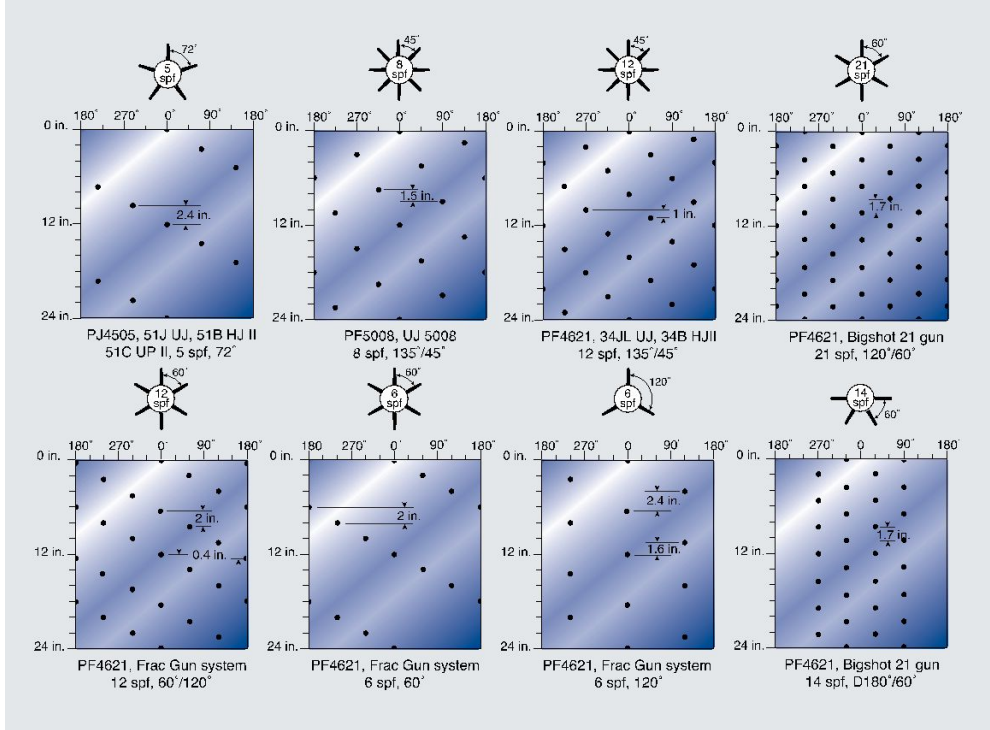 72°
5
spf
180° 270° 0° 90° 180°
0 in.
2.4 in.
12 in.
24 in.
PJ4505, 51J UJ, 51B HJ II
51C UP II, 5 spf, 72°
45°
8
spf
180° 270° 0° 90° 180°
1.5 in.
PF5008, UJ 5008
8 spf, 135°/45°
45°
12
spf
180° 270° 0° 90° 180°
0 in.
1 in.
12 in.
24 in.
PF4621, 34JL UJ, 34B HJII
12 spf, 135°/45°
60°
21
spf
180° 270° 0° 90° 180°
0 in.
1.7 in.
12 in.
24 in.
PF4621, Bigshot 21 gun
21 spf, 120°/60°
60°
12
spf
180° 270° 0° 90° 180°
0 in.
2 in.
12 in.
0.4 in.
24 in.
PF4621, Frac Gun system
12 spf, 60°/120°
60°
6
spf
180° 270° 0° 90° 180°
0 in.
2 in.
12 in.
24 in.
PF4621, Frac Gun system
6 spf, 60°
120°
6
spf
180° 270° 0° 90° 180°
0 in.
2.4 in.
1.6 in.
12 in.
24 in.
PF4621, Frac Gun system
6 spf, 120°
14
spf
60°
180° 270° 0° 90° 180°
0 in.
1.7 in.
12 in.
24 in.
PF4621, Bigshot 21 gun
14 spf, D180°/60°